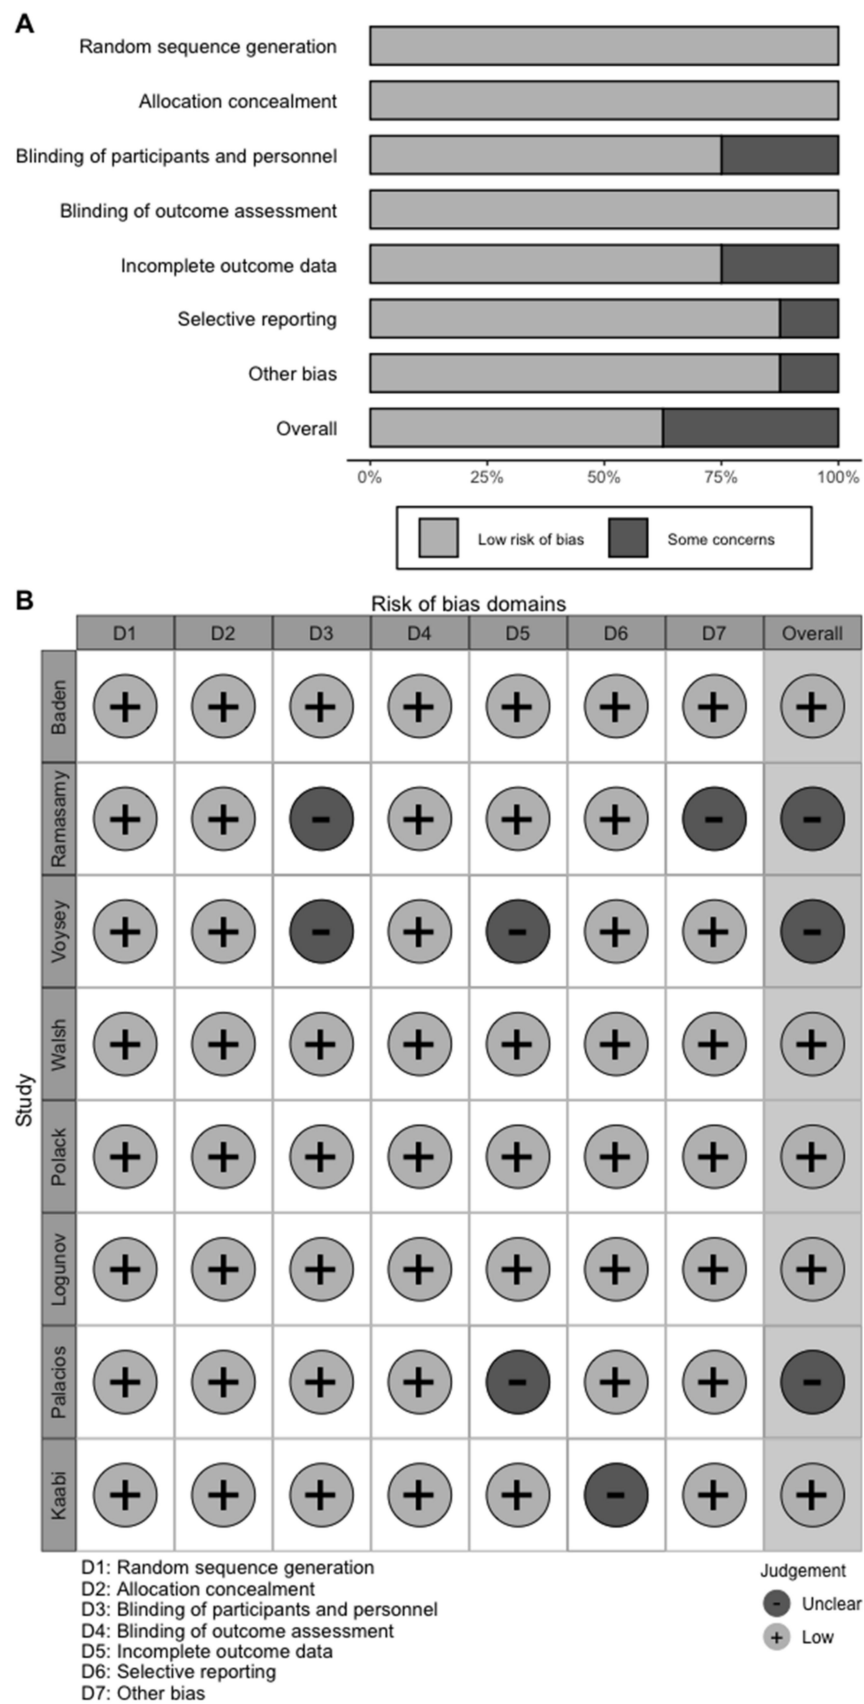 A
Random sequence generation
Allocation concealment
Blinding of participants and personnel
Blinding of outcome assessment
Incomplete outcome data
Selective reporting
Other bias
Overall
0% 25% 50% 75% 100%
Low risk of bias Some concerns
B
Risk of bias domains
D1 D2 D3 D4 D5 D6 D7 Overall
Study
Baden + + + + + + + +
Ramasamy + + - + + + - -
Voysey + + - + - + + -
Walsh + + + + + + + +
Polack + + + + + + + +
Logunov + + + + + + + +
Palacios + + + + - + + -
Kaabi + + + + + - + +
D1: Random sequence generation
D2: Allocation concealment
D3: Blinding of participants and personnel
D4: Blinding of outcome assessment
D5: Incomplete outcome data
D6: Selective reporting
D7: Other bias
Judgement
- Unclear
+ Low